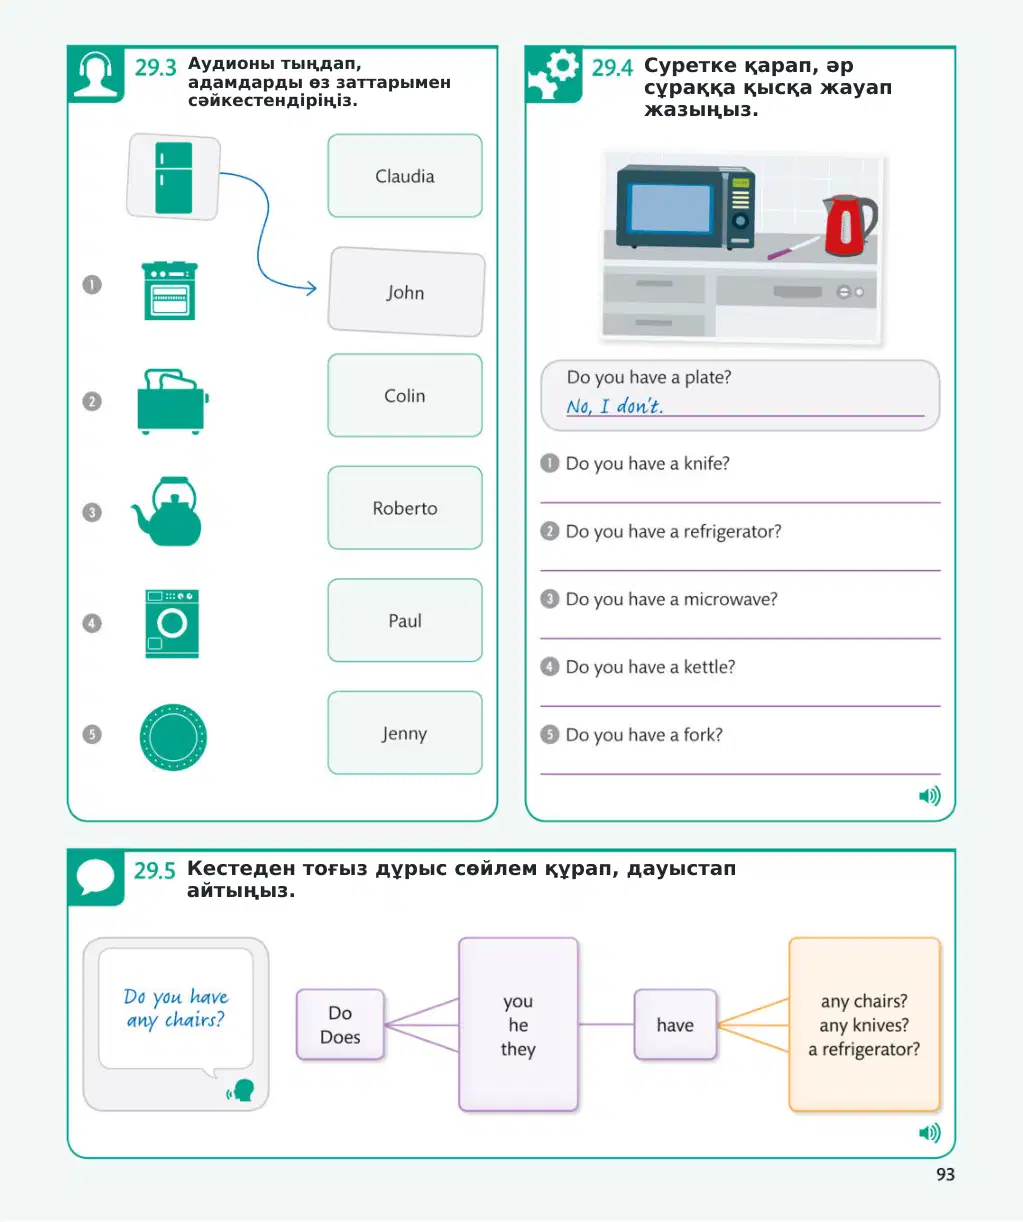 29.3 Аудионы тыңдап,
адамдарды өз заттарымен
сәйкестендіріңіз.
Claudia
1
John
2
Colin
3
Roberto
4
Paul
5
Jenny
29.4 Суретке қарап, әр
сұраққа қысқа жауап
жазыңыз.
Do you have a plate?
No, I don't.
1 Do you have a knife?
2 Do you have a refrigerator?
3 Do you have a microwave?
4 Do you have a kettle?
5 Do you have a fork?
29.5 Кестеден тоғыз дұрыс сөйлем құрап, дауыстап
айтыңыз.
Do you have
any chairs?
Do
Does
you
he
they
have
any chairs?
any knives?
a refrigerator?
93